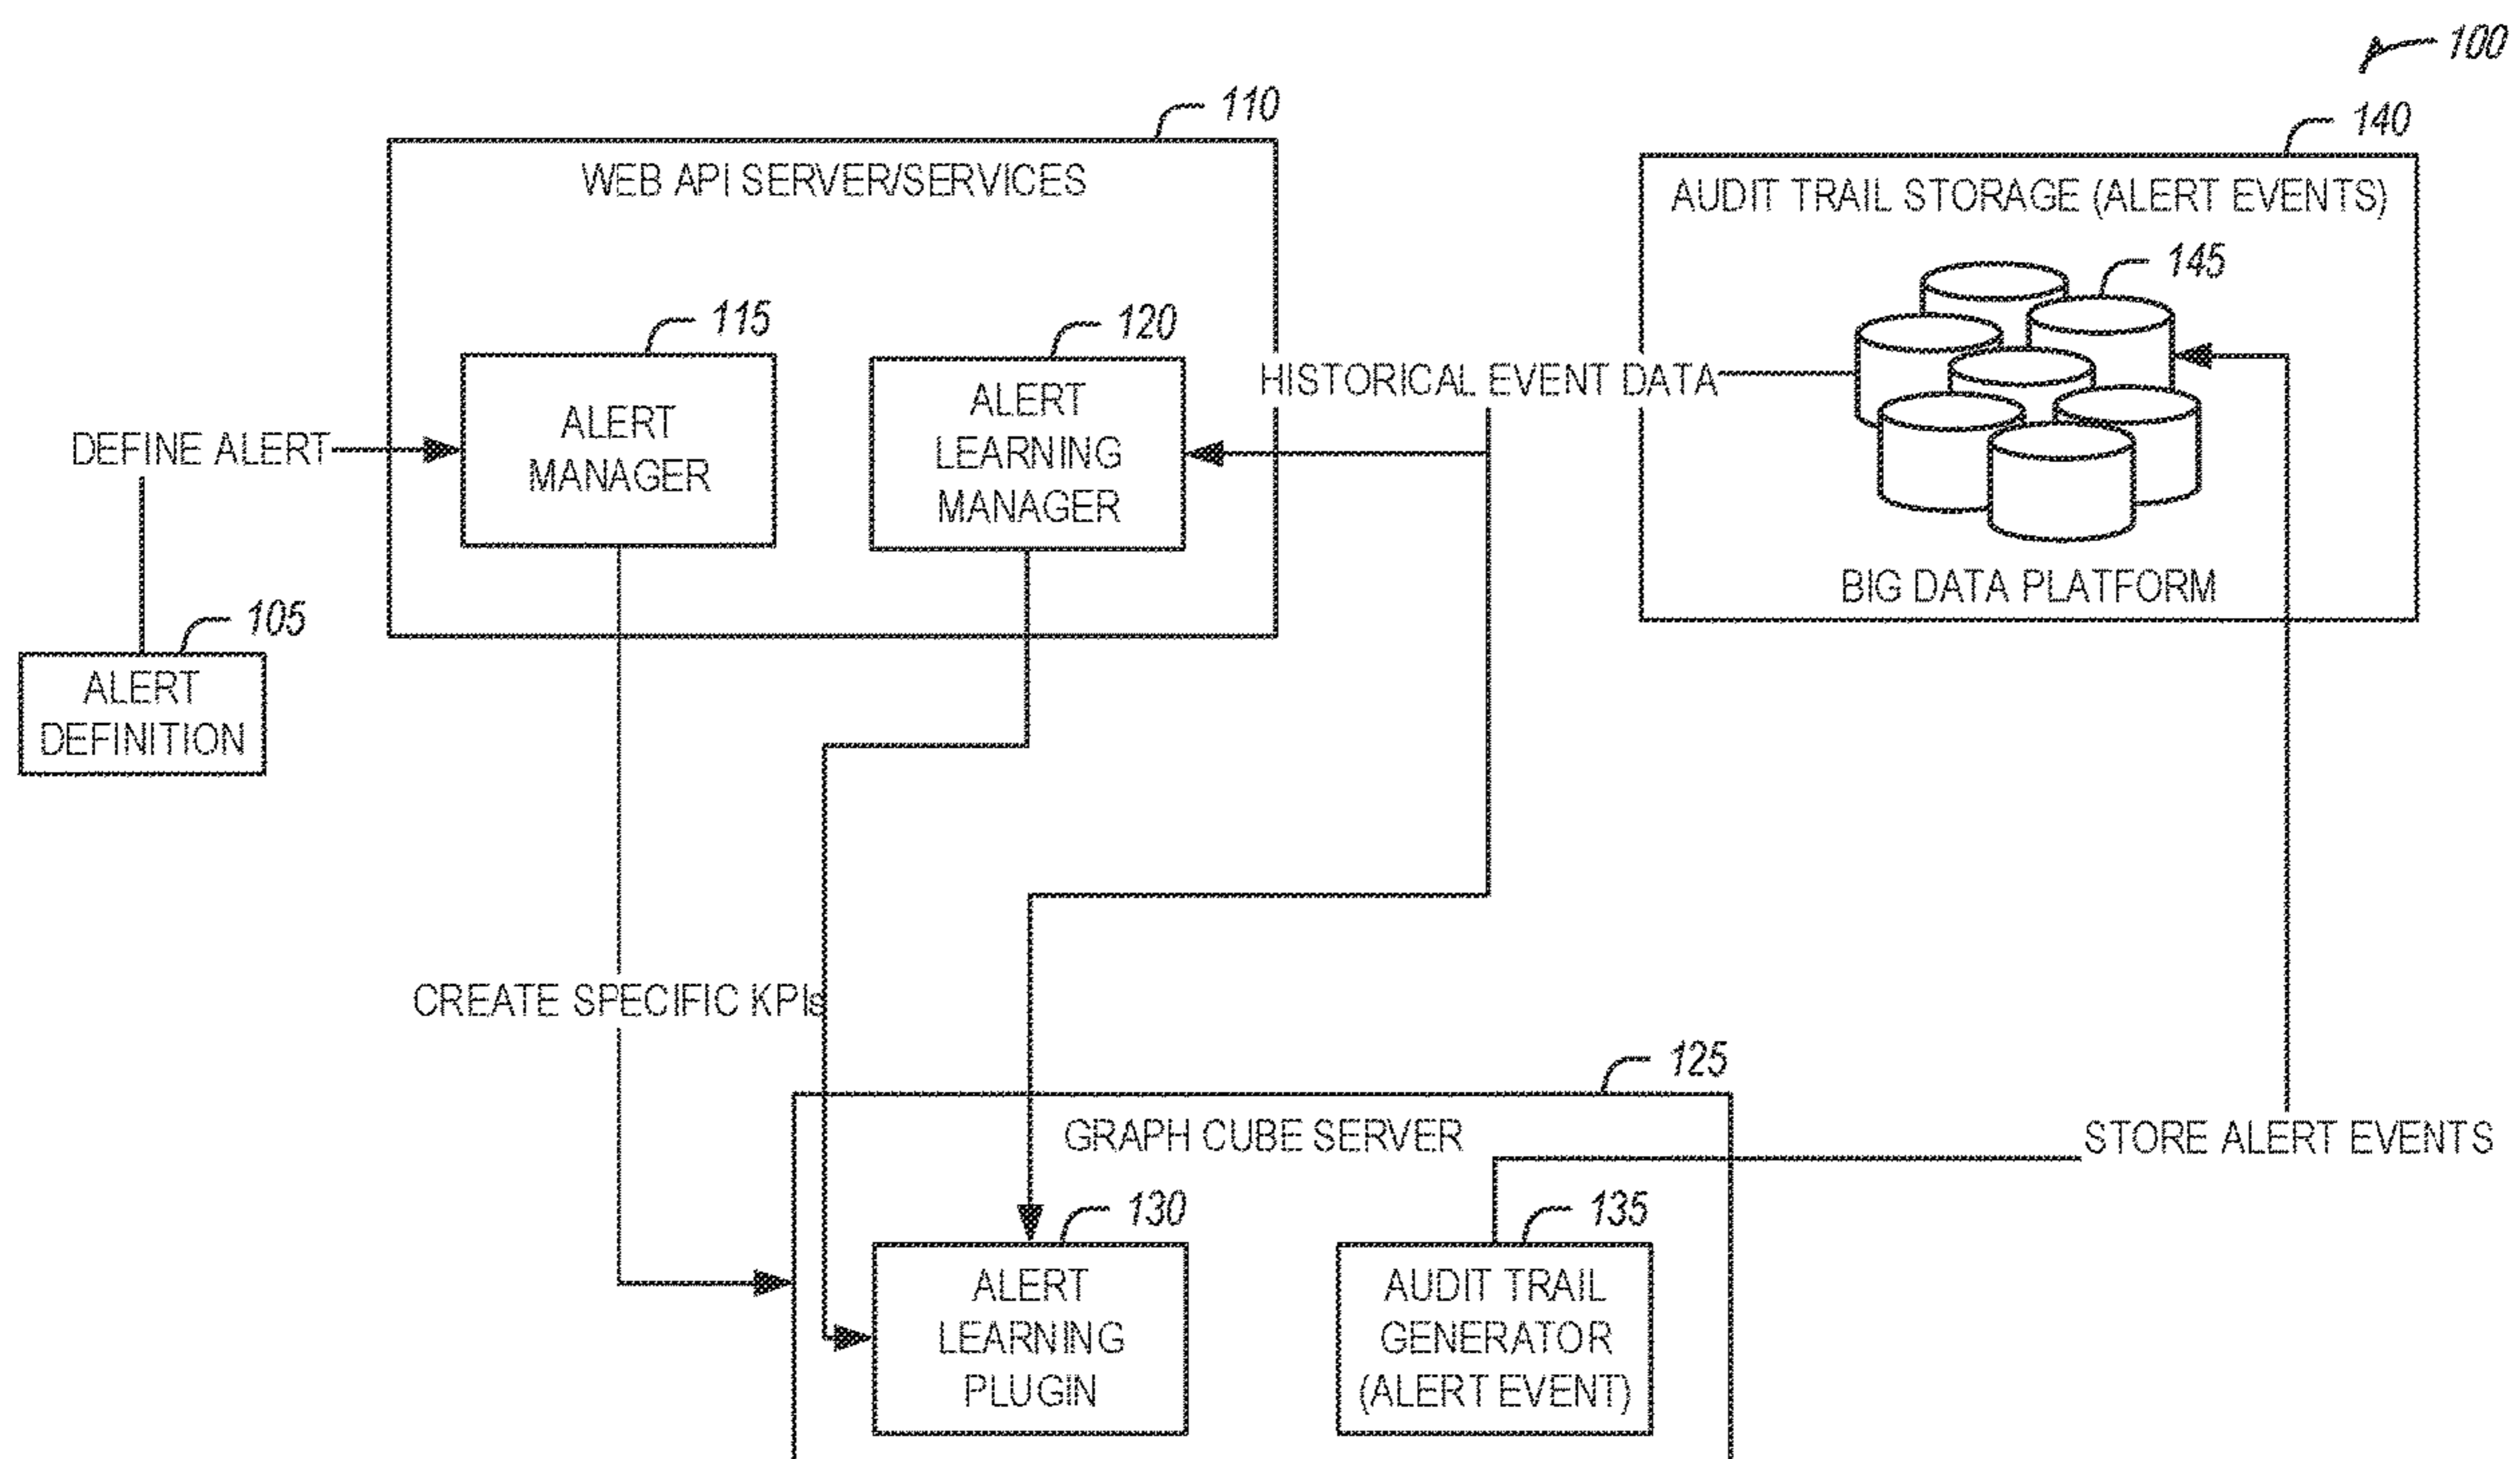 100
110
WEB API SERVER/SERVICES
140
AUDIT TRAIL STORAGE (ALERT EVENTS)
145
115
120
ALERT
MANAGER
ALERT
LEARNING
MANAGER
HISTORICAL EVENT DATA
DEFINE ALERT
BIG DATA PLATFORM
105
ALERT
DEFINITION
CREATE SPECIFIC KPIs
125
GRAPH CUBE SERVER
STORE ALERT EVENTS
130
135
ALERT
LEARNING
PLUGIN
AUDIT TRAIL
GENERATOR
(ALERT EVENT)